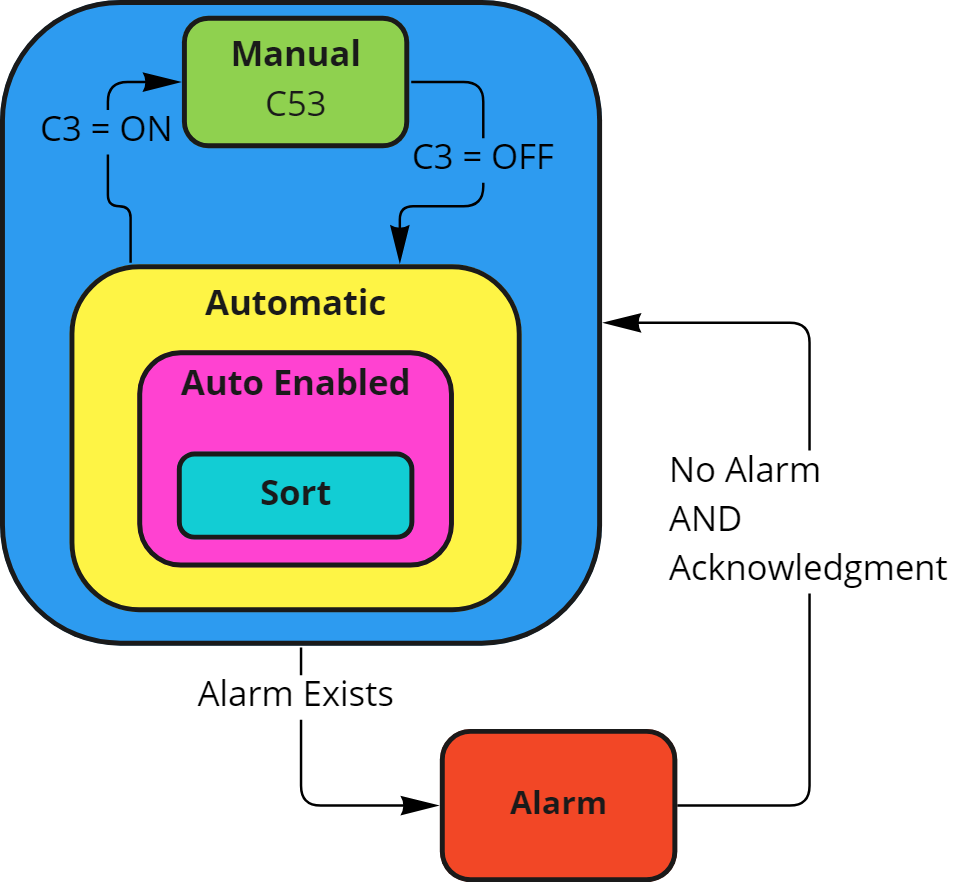 Manual
C53
C3 = ON
C3 = OFF
Automatic
Auto Enabled
Sort
No Alarm
AND
Acknowledgment
Alarm Exists
Alarm